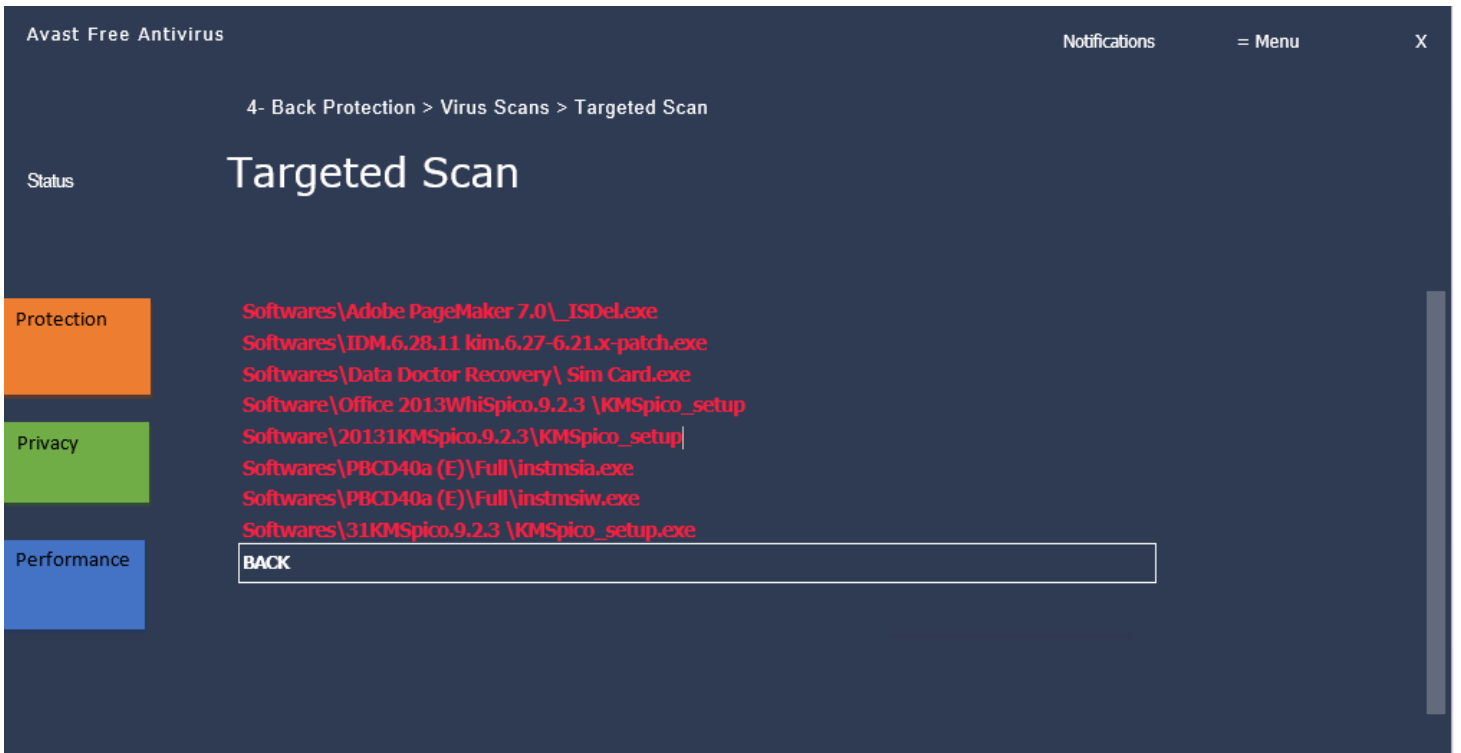 Avast Free Antivirus
Notifications = Menu X
4- Back Protection > Virus Scans > Targeted Scan
Status
Targeted Scan
Protection
Softwares\Adobe PageMaker 7.0\_ISDel.exe
Softwares\IDM.6.28.11 kim.6.27-6.21.x-patch.exe
Softwares\Data Doctor Recovery\ Sim Card.exe
Software\Office 2013WhiSpico.9.2.3 \KMSpico_setup
Privacy
Software\20131KMSpico.9.2.3\KMSpico_setup
Softwares\PBCD40a (E)\Full\instmsia.exe
Softwares\PBCD40a (E)\Full\instmsiw.exe
Softwares\31KMSpico.9.2.3 \KMSpico_setup.exe
Performance
BACK